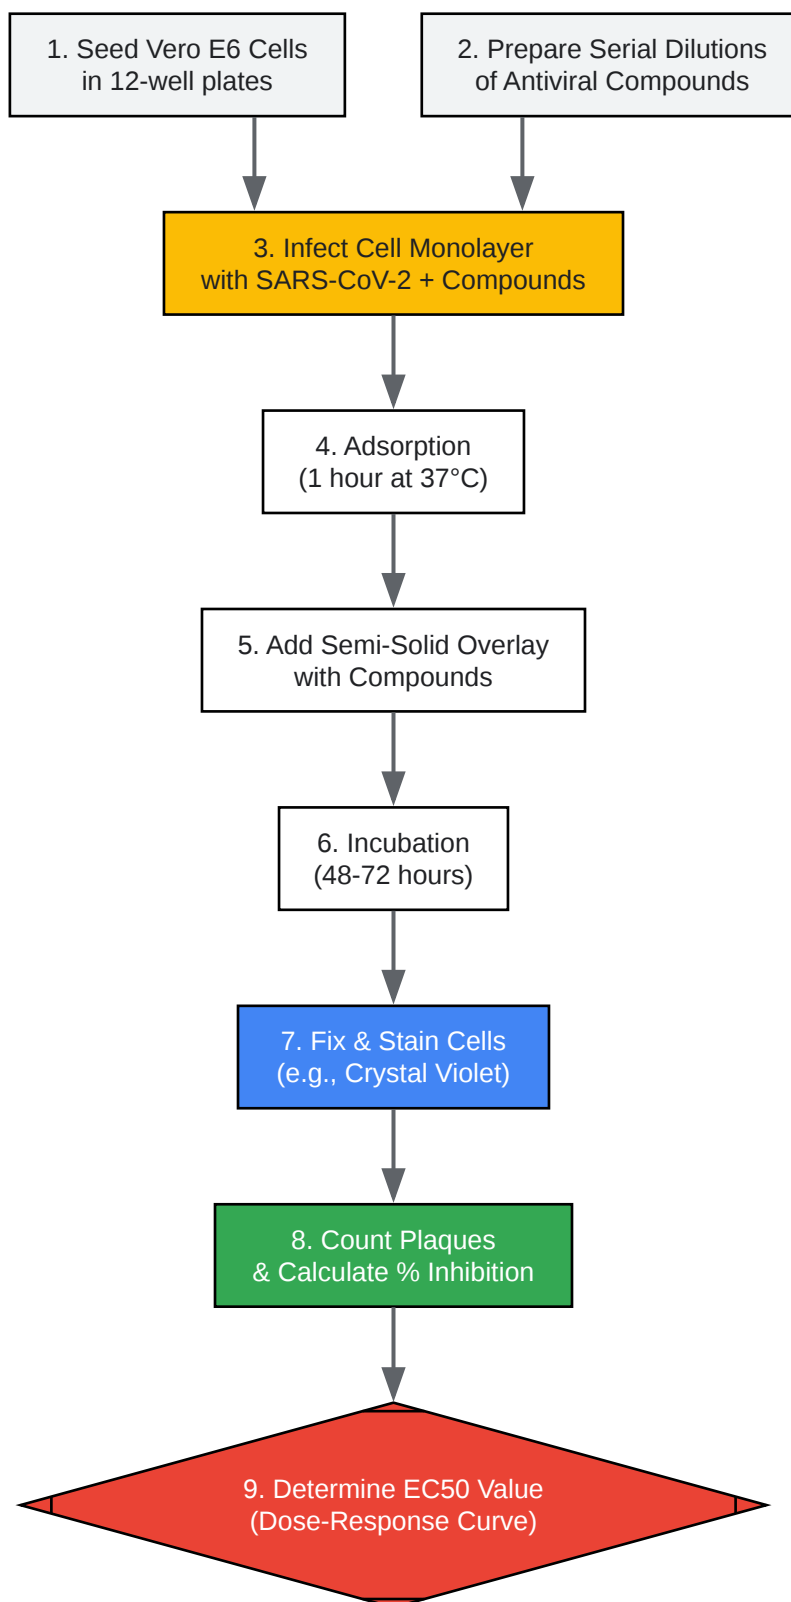 1. Seed Vero E6 Cells
in 12-well plates
2. Prepare Serial Dilutions
of Antiviral Compounds
3. Infect Cell Monolayer
with SARS-CoV-2 + Compounds
4. Adsorption
(1 hour at 37°C)
5. Add Semi-Solid Overlay
with Compounds
6. Incubation
(48-72 hours)
7. Fix & Stain Cells
(e.g., Crystal Violet)
8. Count Plaques
& Calculate % Inhibition
9. Determine EC50 Value
(Dose-Response Curve)